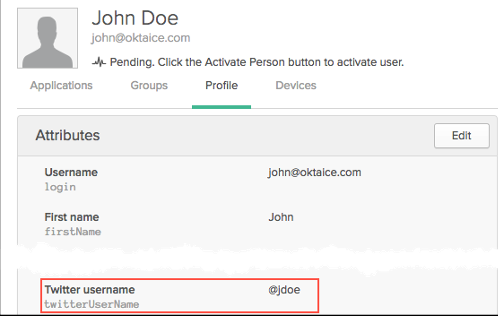 John Doe
john@oktaice.com
Pending. Click the Activate Person button to activate user.
Applications Groups Profile Devices
Attributes Edit
Username john@oktaice.com
login
First name John
firstName
Twitter username @jdoe
twitterUserName